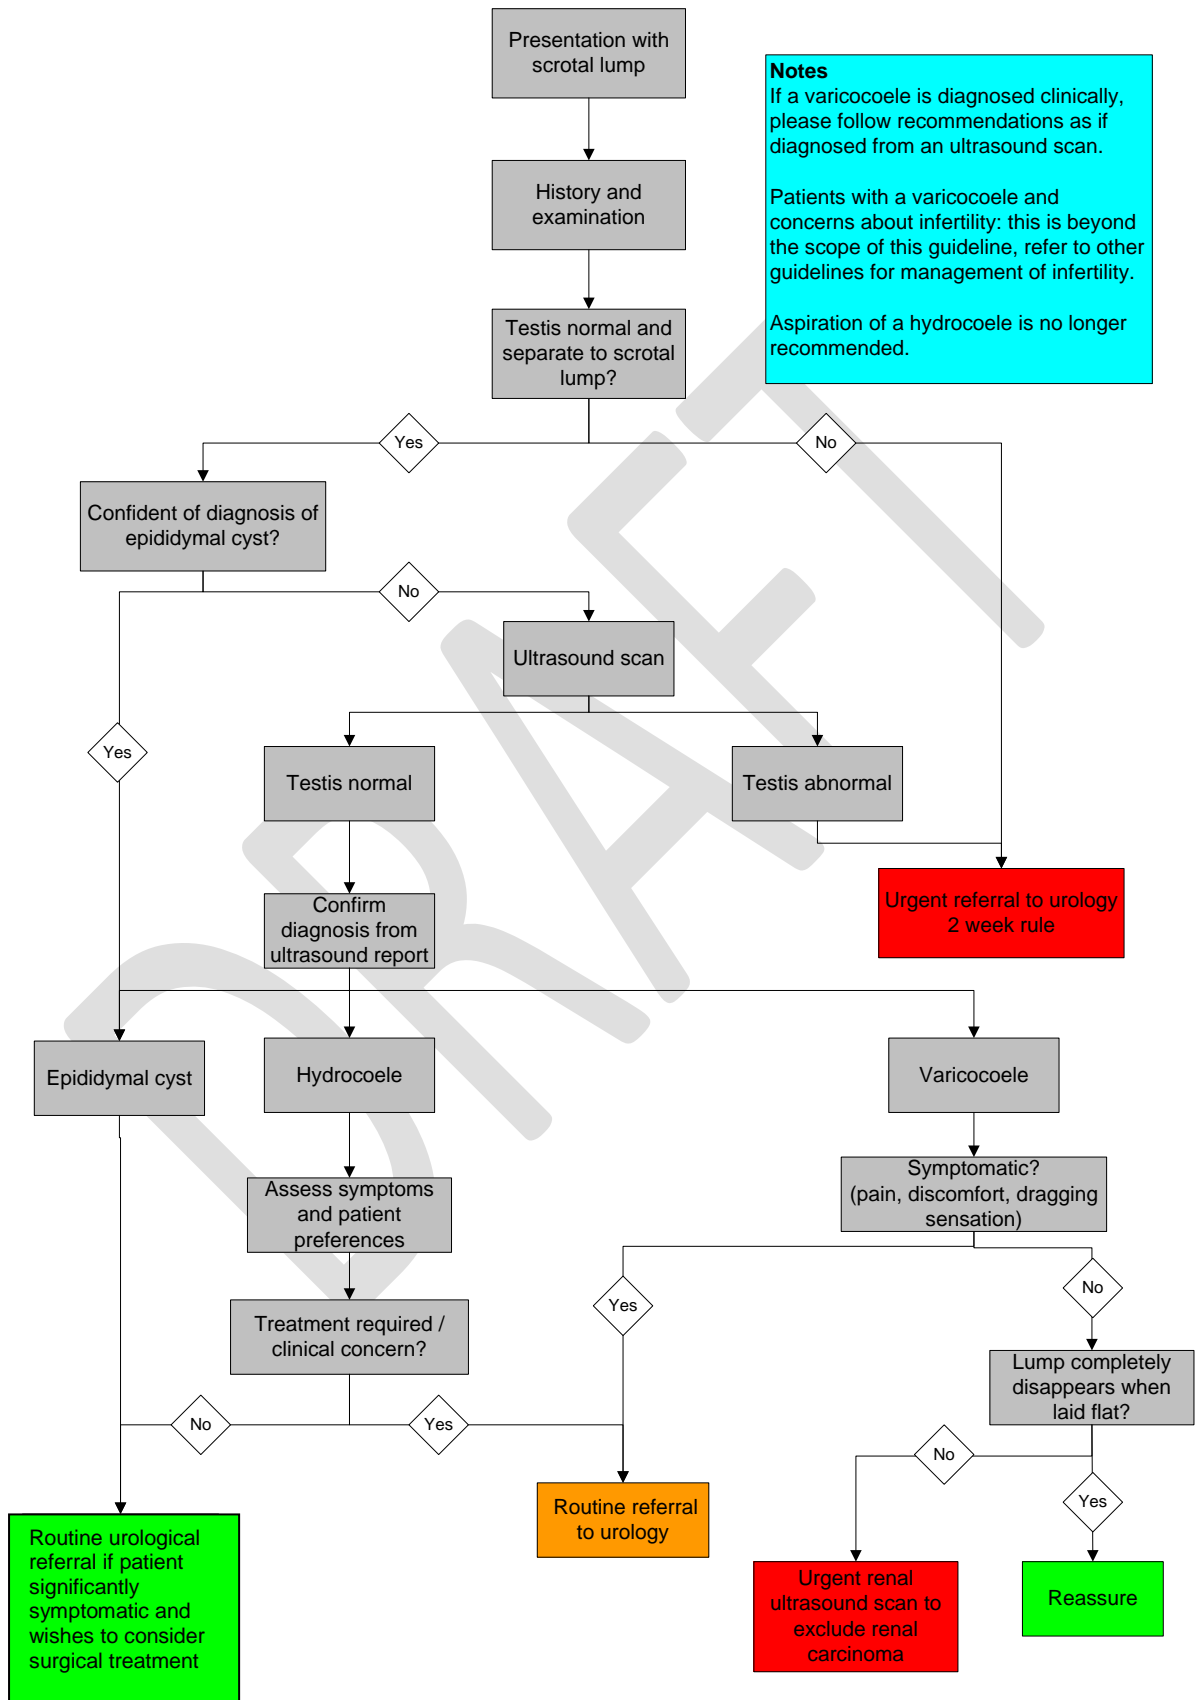 Presentation with
scrotal lump
Notes
If a varicocoele is diagnosed clinically,
please follow recommendations as if
diagnosed from an ultrasound scan.
Patients with a varicocoele and
concerns about infertility: this is beyond
the scope of this guideline, refer to other
guidelines for management of infertility.
Aspiration of a hydrocoele is no longer
recommended.
History and
examination
Testis normal and
separate to scrotal
lump?
Yes
No
Confident of diagnosis of
epididymal cyst?
No
Ultrasound scan
Yes
Testis normal
Testis abnormal
Confirm
diagnosis from
ultrasound report
Urgent referral to urology
2 week rule
Epididymal cyst
Hydrocoele
Varicocoele
Assess symptoms
and patient
preferences
Symptomatic?
(pain, discomfort, dragging
sensation)
Yes
No
Treatment required /
clinical concern?
Lump completely
disappears when
laid flat?
No
Yes
No
Yes
Routine referral
to urology
Routine urological
referral if patient
significantly
symptomatic and
wishes to consider
surgical treatment
Urgent renal
ultrasound scan to
exclude renal
carcinoma
Reassure
DRAFT